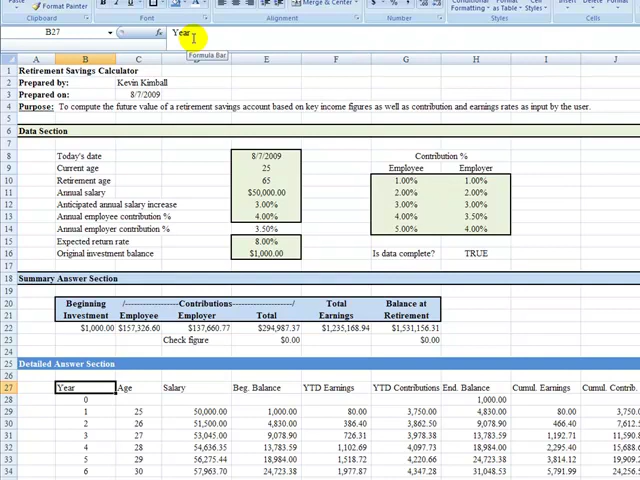 Format Painter
Font
Alignment
Merge & Center
Number
Conditional Format Cell
Formatting as Table Styles
Styles
Insert
Cells
B27 Year
Formula Bar
A B C D E F G H I J
1 Retirement Savings Calculator
2 Prepared by: Kevin Kimball
3 Prepared on: 8/7/2009
4 Purpose: To compute the future value of a retirement savings account based on key income figures as well as contribution and earnings rates as input by the user.
5
6 Data Section
7
8 Today's date 8/7/2009 Contribution %
9 Current age 25 Employee Employer
10 Retirement age 65 1.00% 1.00%
11 Annual salary $50,000.00 2.00% 2.00%
12 Anticipated annual salary increase 3.00% 3.00% 3.00%
13 Annual employee contribution % 4.00% 4.00% 3.50%
14 Annual employer contribution % 3.50% 5.00% 4.00%
15 Expected return rate 8.00%
16 Original investment balance $1,000.00 Is data complete? TRUE
17
18 Summary Answer Section
19
20 Beginning /--------------------Contributions--------------------/ Total Balance at
21 Investment Employee Employer Total Earnings Retirement
22 $1,000.00 $157,326.60 $137,660.77 $294,987.37 $1,235,168.94 $1,531,156.31
23 Check figure $0.00 $0.00
24
25 Detailed Answer Section
26
27 Year Age Salary Beg. Balance YTD Earnings YTD Contributions End. Balance Cumul. Earnings Cumul. Contrib.
28 0 1,000.00
29 1 25 50,000.00 1,000.00 80.00 3,750.00 4,830.00 80.00 3,750.0
30 2 26 51,500.00 4,830.00 386.40 3,862.50 9,078.90 466.40 7,612.5
31 3 27 53,045.00 9,078.90 726.31 3,978.38 13,783.59 1,192.71 11,590.8
32 4 28 54,636.35 13,783.59 1,102.69 4,097.73 18,984.00 2,295.40 15,688.6
33 5 29 56,275.44 18,984.00 1,518.72 4,220.66 24,723.38 3,814.12 19,909.2
34 6 30 57,963.70 24,723.38 1,977.87 4,347.28 31,048.53 5,791.99 24,256.5